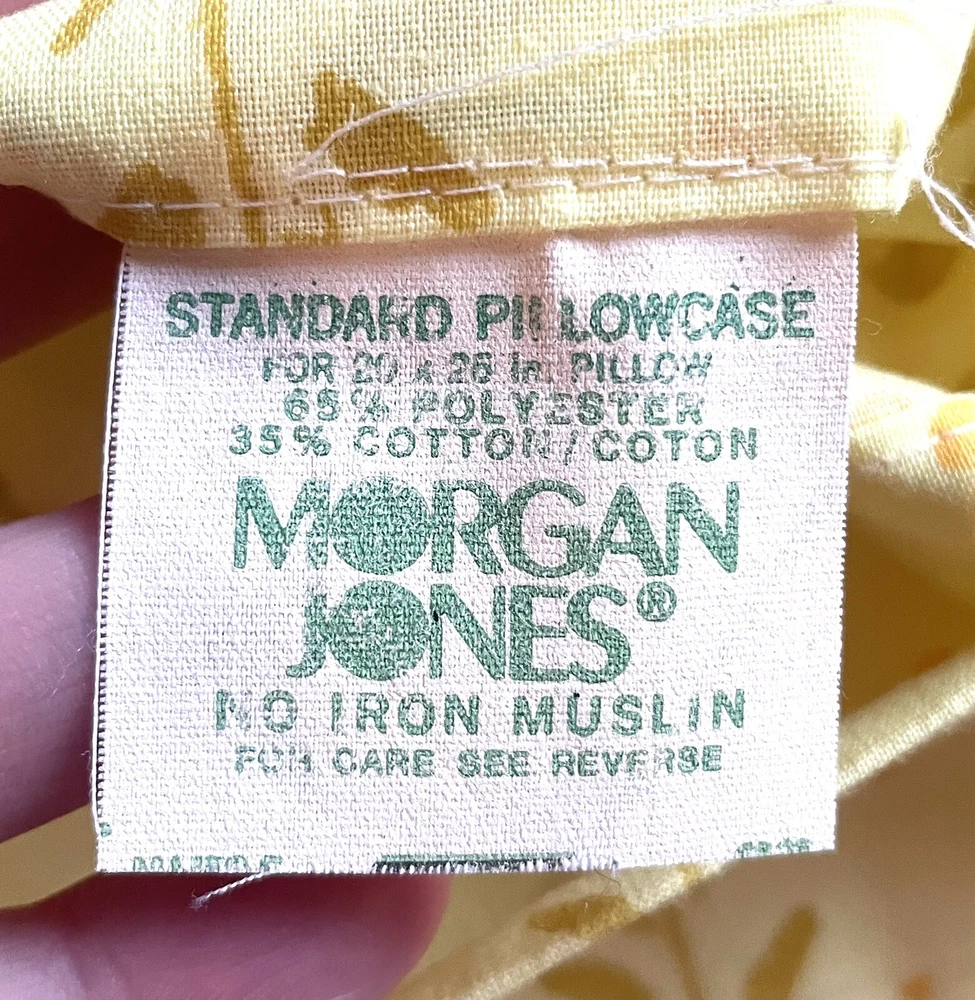 STANDARD PILLOWCASE
FOR 20 x 26 in. PILLOW
65% POLYESTER
35% COTTON/COTON
MORGAN
JONES®
NO IRON MUSLIN
FOR CARE SEE REVERSE